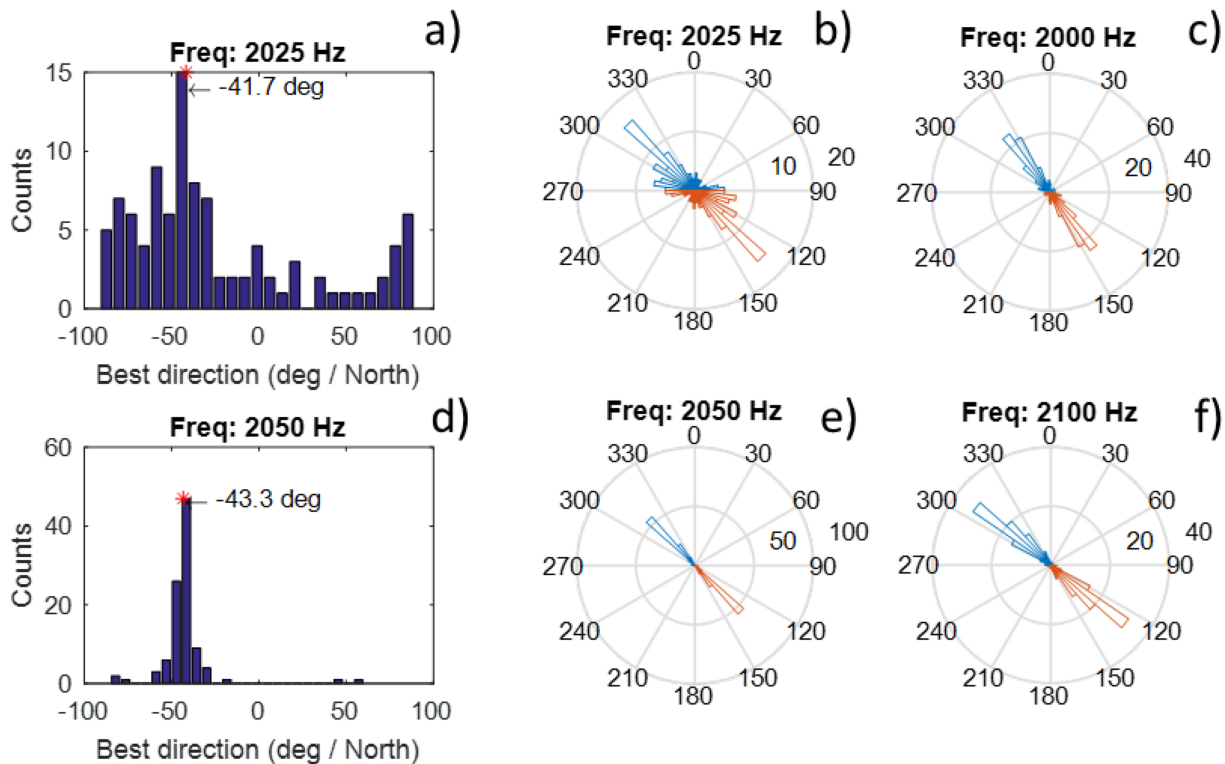 a)
Freq: 2025 Hz
15
10
5
0
-41.7 deg
Counts
-100 -50 0 50 100
Best direction (deg / North)
b)
Freq: 2025 Hz
0
330 30
300 60
10 20
270 90
240 120
210 150
180
c)
Freq: 2000 Hz
0
330 30
300 60
20 40
270 90
240 120
210 150
180
d)
Freq: 2050 Hz
60
40
20
0
-43.3 deg
Counts
-100 -50 0 50 100
Best direction (deg / North)
e)
Freq: 2050 Hz
0
330 30
300 60
50 100
270 90
240 120
210 150
180
f)
Freq: 2100 Hz
0
330 30
300 60
20 40
270 90
240 120
210 150
180